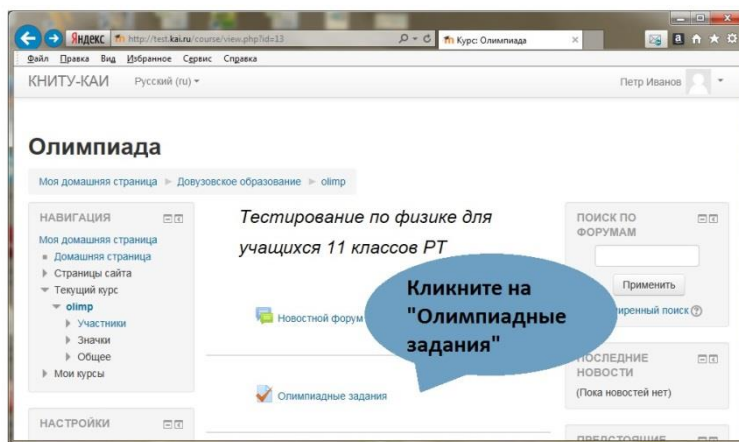 Яндекс http://test.kai.ru/course/view.php?id=13 Курс: Олимпиада
Файл Правка Вид Избранное Сервис Справка
КНИТУ-КАИ Русский (ru) Петр Иванов
Олимпиада
Моя домашняя страница Довузовское образование olimp
НАВИГАЦИЯ
Моя домашняя страница
Домашняя страница
Страницы сайта
Текущий курс
olimp
Участники
Значки
Общее
Мои курсы
НАСТРОЙКИ
Тестирование по физике для
учащихся 11 классов РТ
Новостной форум
Олимпиадные задания
Кликните на
"Олимпиадные
задания"
ПОИСК ПО
ФОРУМАМ
Применить
поиск
ПОСЛЕДНИЕ
НОВОСТИ
(Пока новостей нет)